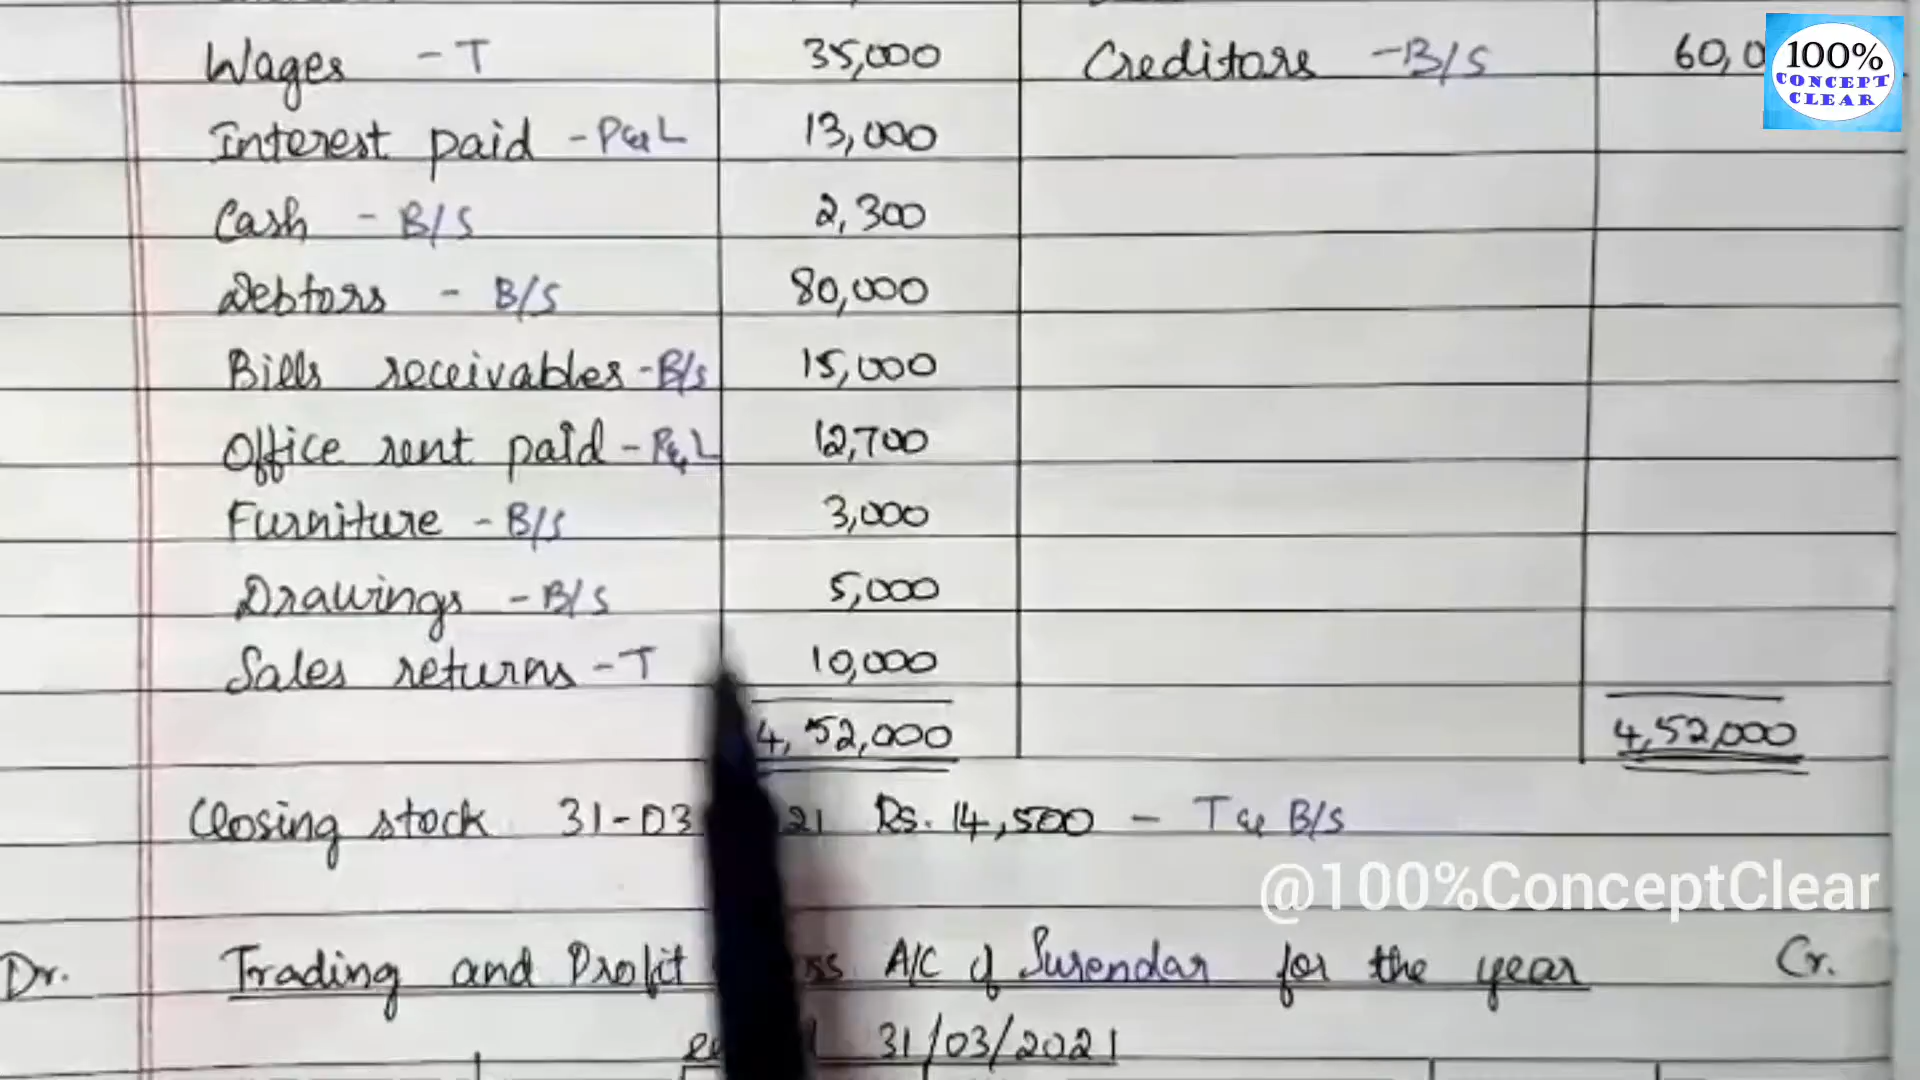 Wages - T 35,000 Creditors - B/S 60,0
Interest paid - P&L 13,000
Cash - B/S 2,300
Debtors - B/S 80,000
Bills receivables - B/S 15,000
Office rent paid - P&L 12,700
Furniture - B/S 3,000
Drawings - B/S 5,000
Sales returns - T 10,000
4,52,000 4,52,000
Closing stock 31-03 21 Rs. 14,500 - T & B/S
Dr. Trading and Profit ss A/C of Surendar for the year Cr.
31/03/2021
100%
CONCEPT
CLEAR
@100%ConceptClear